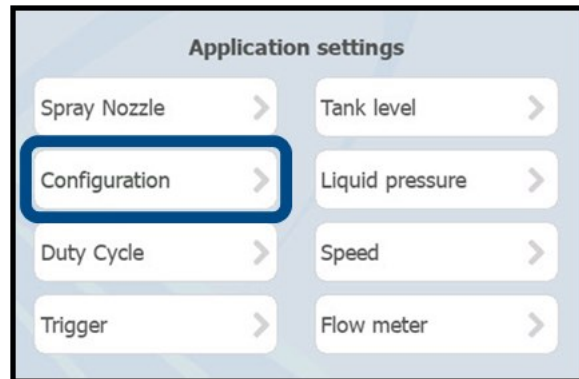 Application settings
Spray Nozzle
Tank level
Configuration
Liquid pressure
Duty Cycle
Speed
Trigger
Flow meter